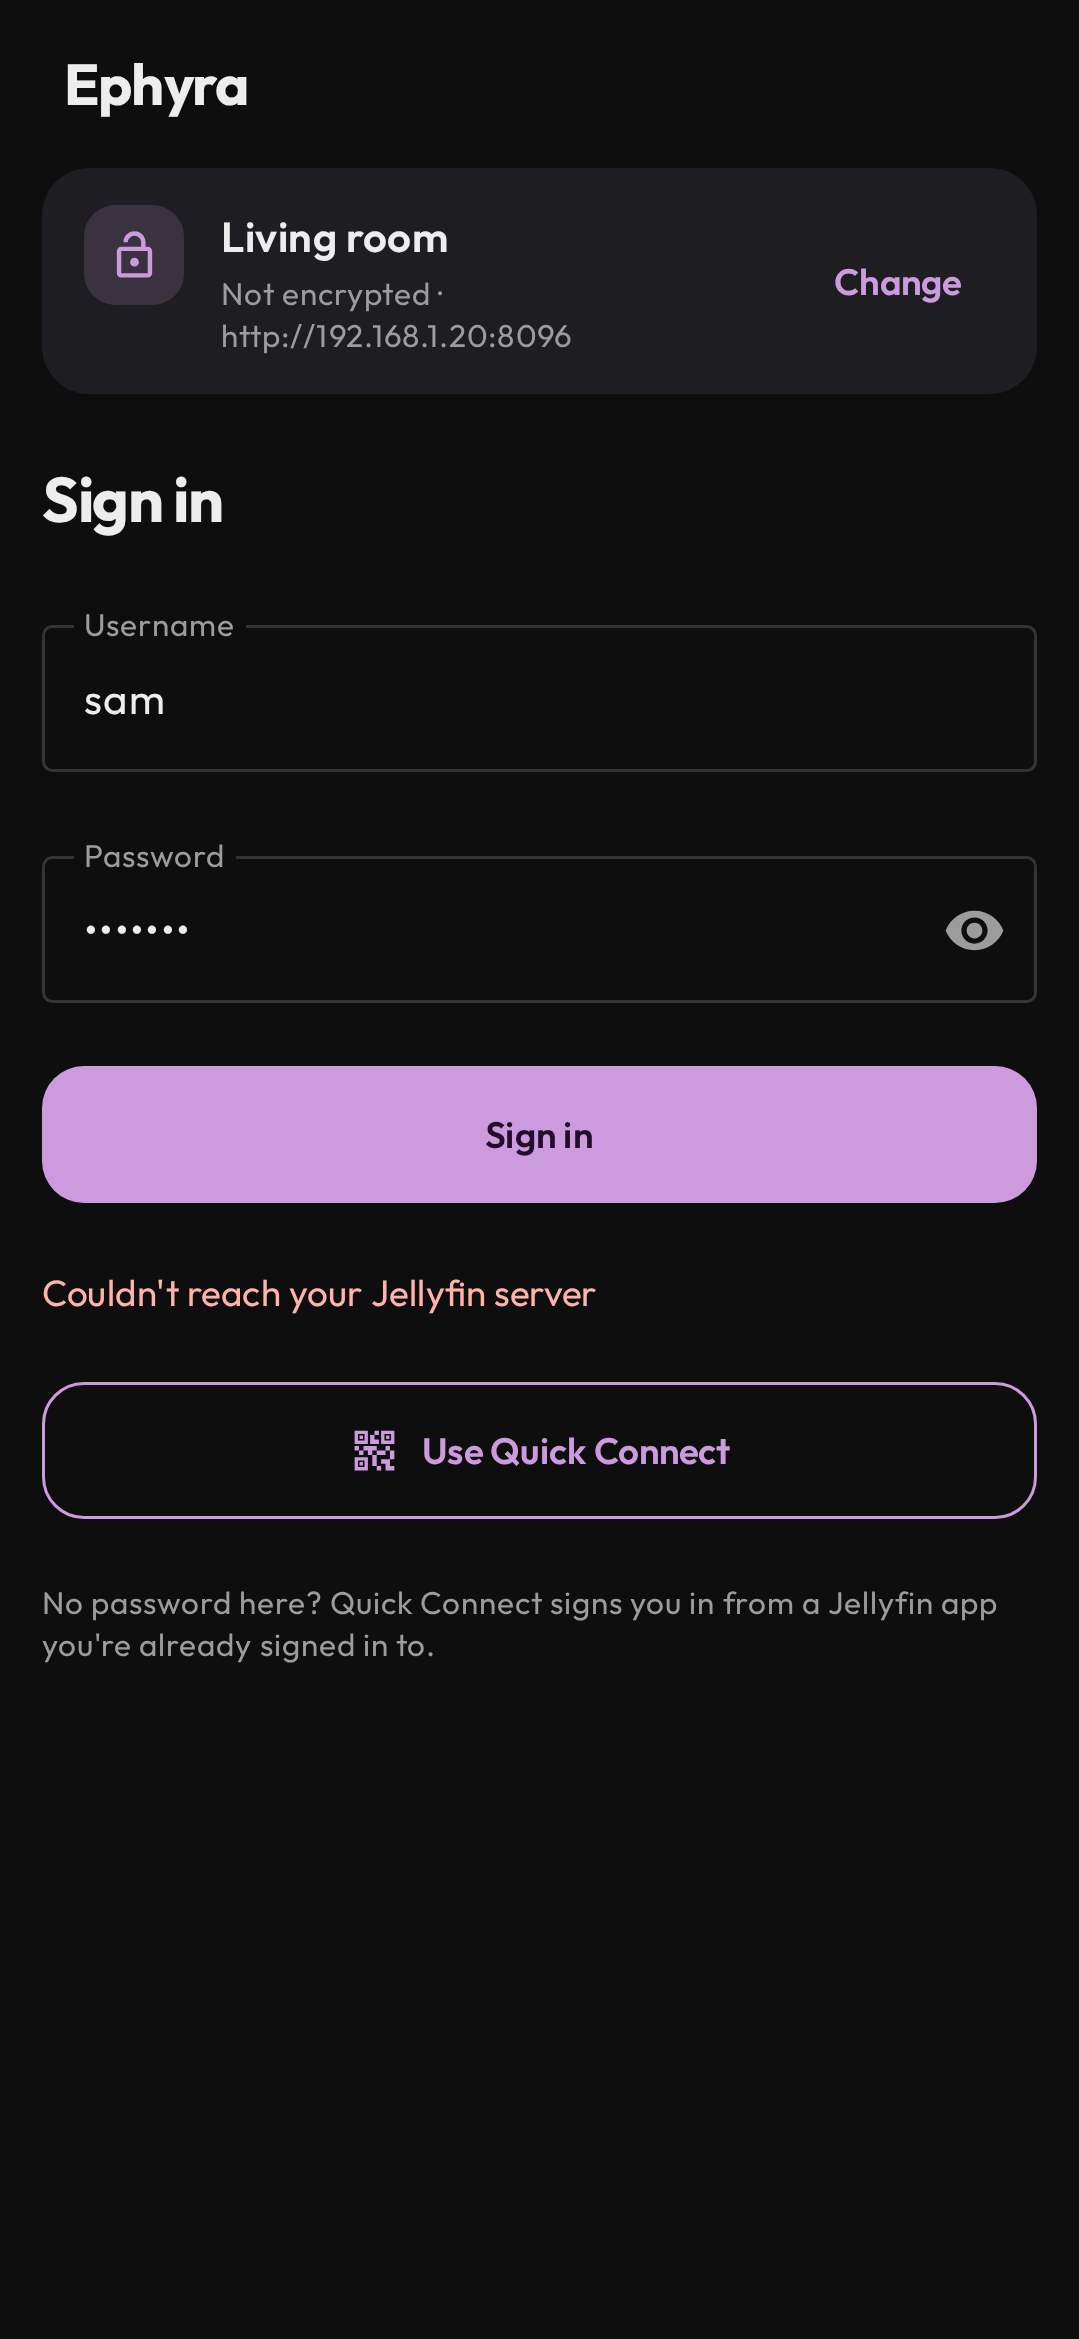 Ephyra
Living room
Not encrypted ·
http://192.168.1.20:8096
Change
Sign in
Username
sam
Password
•••••••
Sign in
Couldn't reach your Jellyfin server
Use Quick Connect
No password here? Quick Connect signs you in from a Jellyfin app
you're already signed in to.